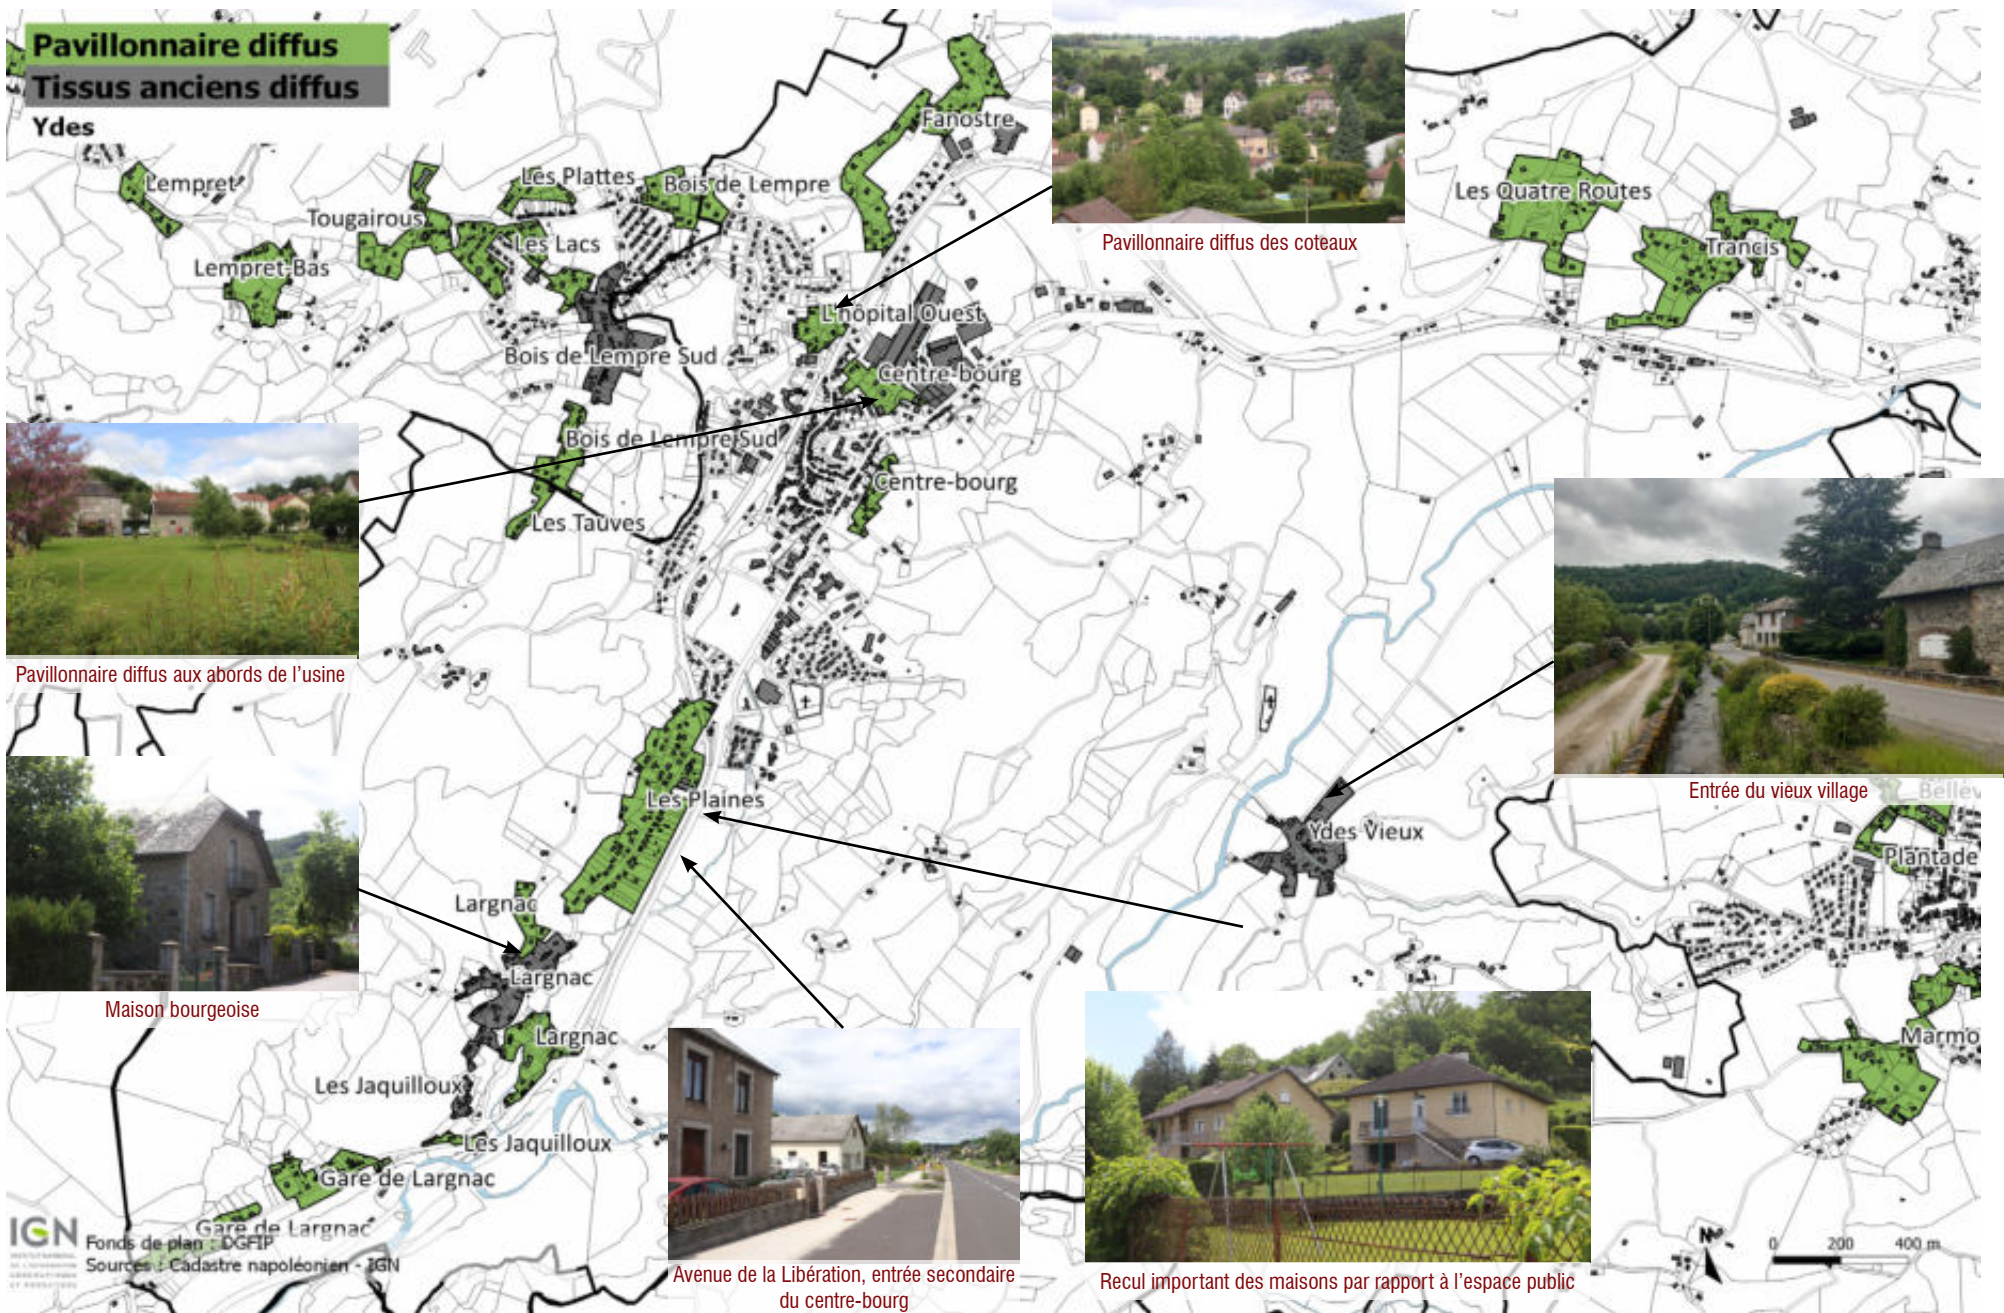 Pavillonnaire diffus
Tissus anciens diffus
Ydes
Fanostre
Lempret
Les Plattes
Bois de Lempre
Les Quatre Routes
Tougairous
Les Lacs
Trancis
Pavillonnaire diffus des coteaux
Lempret-Bas
L'hôpital Ouest
Bois de Lempre Sud
Centre-bourg
Bois de Lempre Sud
Centre-bourg
Les Tauves
Pavillonnaire diffus aux abords de l'usine
Les Plaines
Entrée du vieux village
Bellev
Ydes Vieux
Plantade
Largnac
Largnac
Maison bourgeoise
Largnac
Marmo
Les Jaquilloux
Les Jaquilloux
Gare de Largnac
Gare de Largnac
IGN
Fonds de plan : DGFIP
Sources : Cadastre napoléonien - IGN
Avenue de la Libération, entrée secondaire
du centre-bourg
Recul important des maisons par rapport à l'espace public
N
0 200 400 m